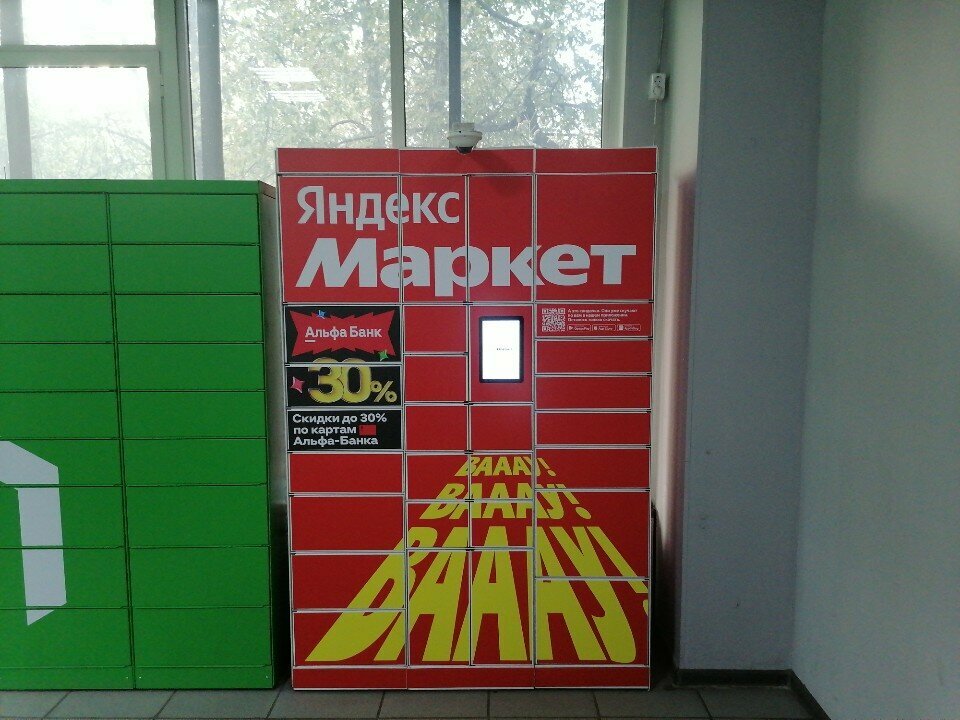 Яндекс
Маркет
Альфа Банк
30%
Скидки до 30%
по картам
Альфа-Банка
ВАААУ!
ВАААУ!
ВАААУ!